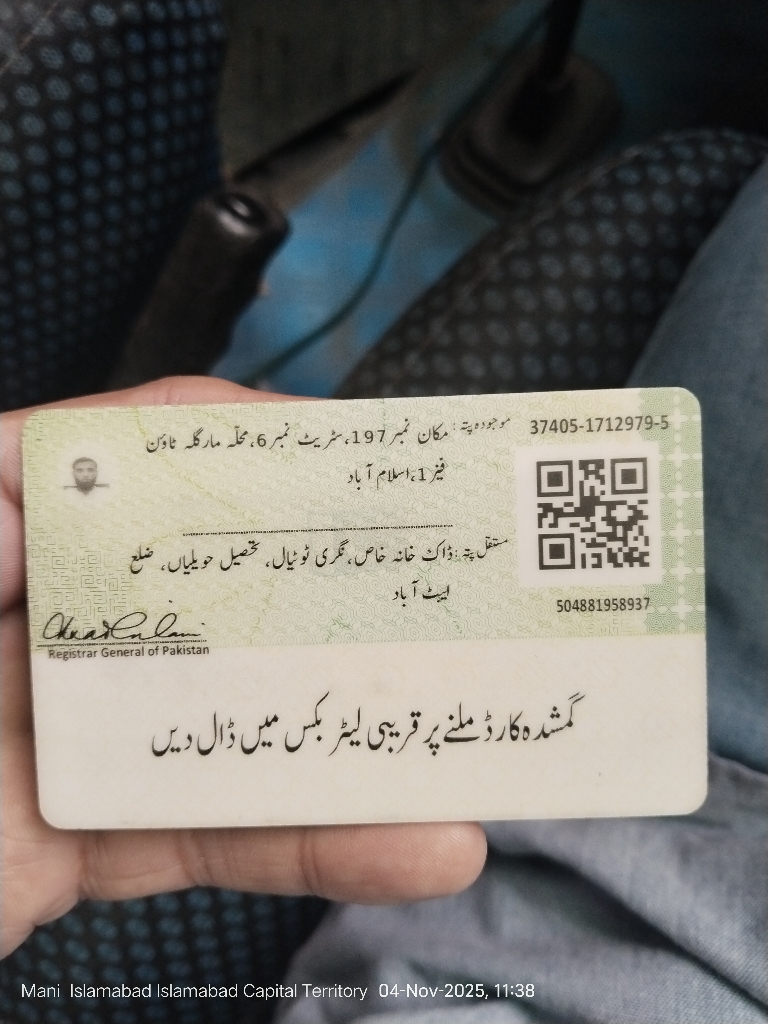 37405-1712979-5
موجودہ پتہ: مکان نمبر 197، سٹریٹ نمبر 6، محلّہ مارگلہ ٹاؤن
فیز 1، اسلام آباد
مستقل پتہ: ڈاک خانہ خاص، نگری ٹوٹیال، تحصیل حویلیاں، ضلع
ایبٹ آباد
504881958937
Registrar General of Pakistan
گمشدہ کارڈ ملنے پر قریبی لیٹر بکس میں ڈال دیں
Mani Islamabad Islamabad Capital Territory 04-Nov-2025, 11:38